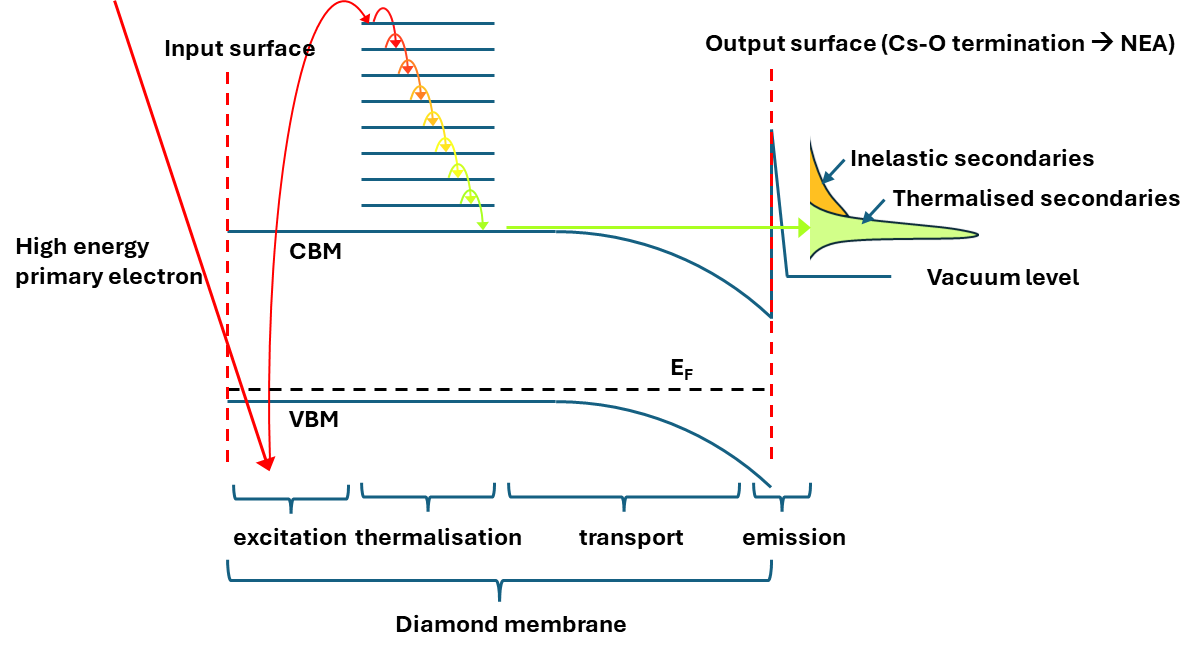 Input surface
Output surface (Cs-O termination → NEA)
Inelastic secondaries
Thermalised secondaries
High energy
primary electron
CBM
Vacuum level
E_F
VBM
excitation
thermalisation
transport
emission
Diamond membrane